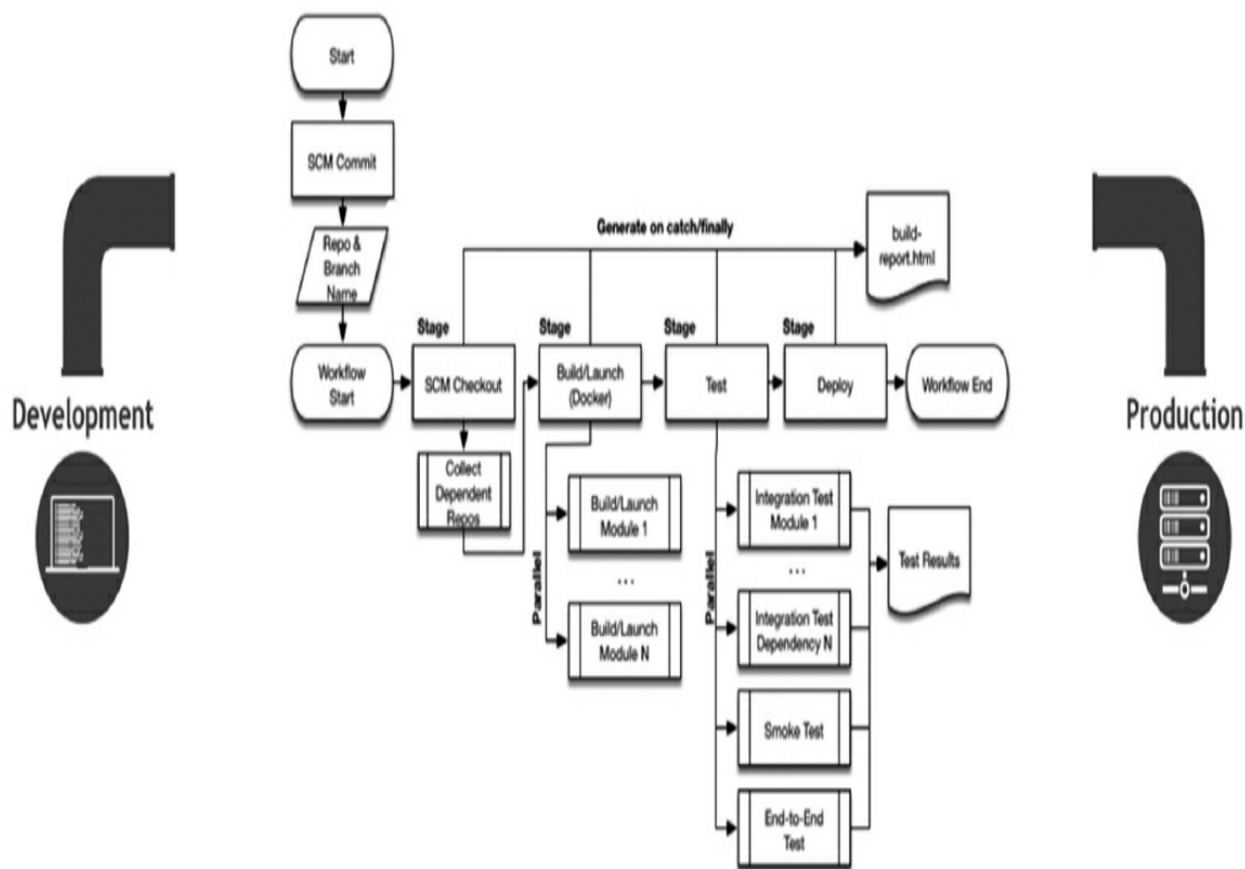 Start
SCM Commit
Repo &
Branch
Name
Generate on catch/finally
build-
report.html
Stage
Stage
Stage
Stage
Workflow
Start
SCM Checkout
Build/Launch
(Docker)
Test
Deploy
Workflow End
Development
Production
Collect
Dependent
Repos
Parallel
Build/Launch
Module 1
...
Build/Launch
Module N
Parallel
Integration Test
Module 1
...
Integration Test
Dependency N
Smoke Test
End-to-End
Test
Test Results